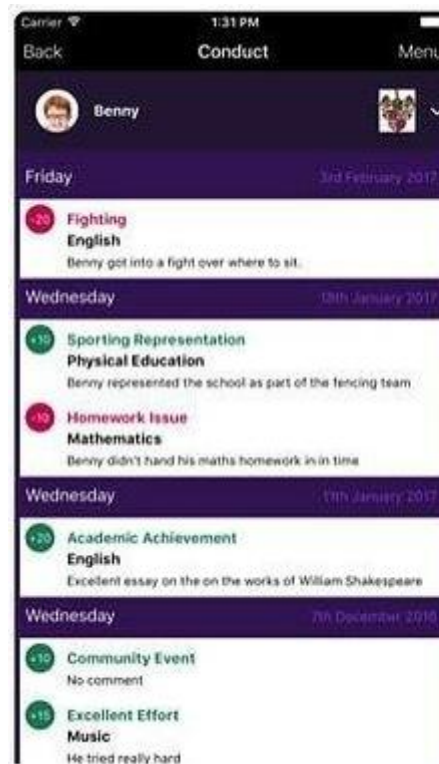 Carrier 1:31 PM
Back Conduct Menu
Benny
Friday 3rd February 2017
-20 Fighting
English
Benny got into a fight over where to sit.
Wednesday 18th January 2017
+10 Sporting Representation
Physical Education
Benny represented the school as part of the fencing team
-10 Homework Issue
Mathematics
Benny didn't hand his maths homework in in time
Wednesday 11th January 2017
+20 Academic Achievement
English
Excellent essay on the on the works of William Shakespeare
Wednesday 7th December 2016
+10 Community Event
No comment
+15 Excellent Effort
Music
He tried really hard